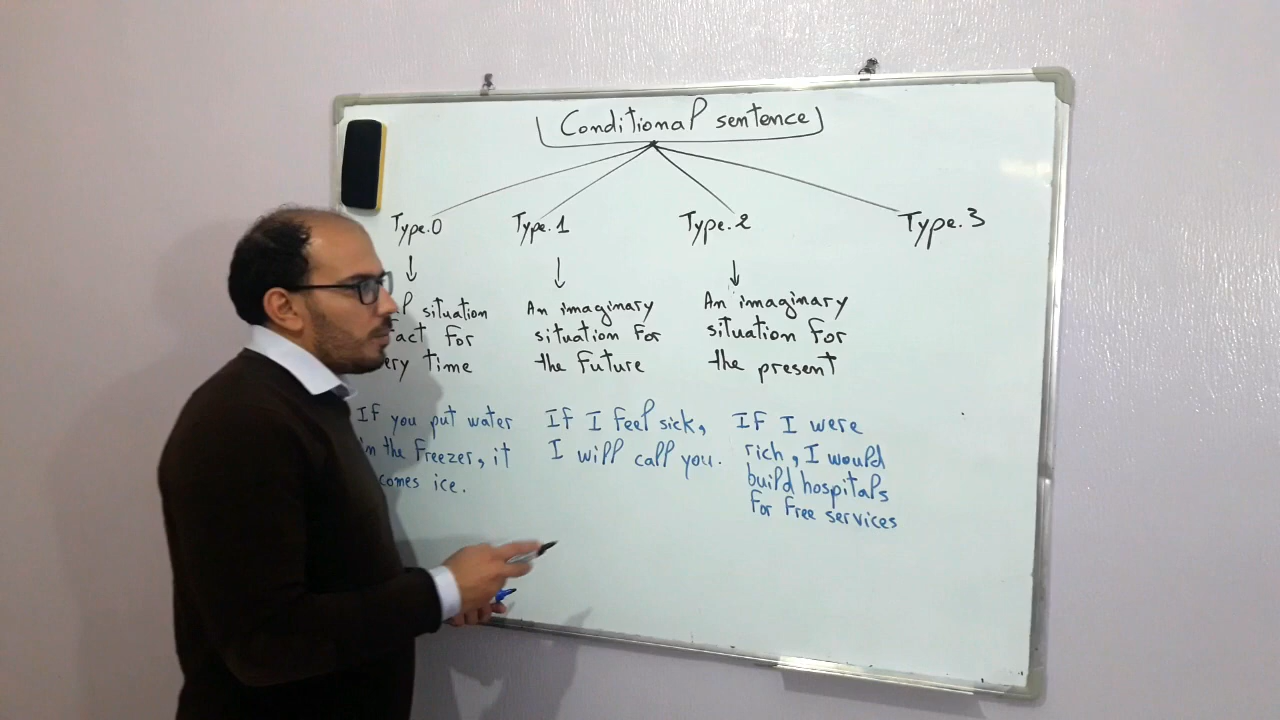 Conditional sentence
Type.0
Type.1
Type.2
Type.3
situation
fact for
time
An imaginary
situation for
the future
An imaginary
situation for
the present
If you put water
in the freezer, it
comes ice.
If I feel sick,
I will call you.
If I were
rich, I would
build hospitals
for free services